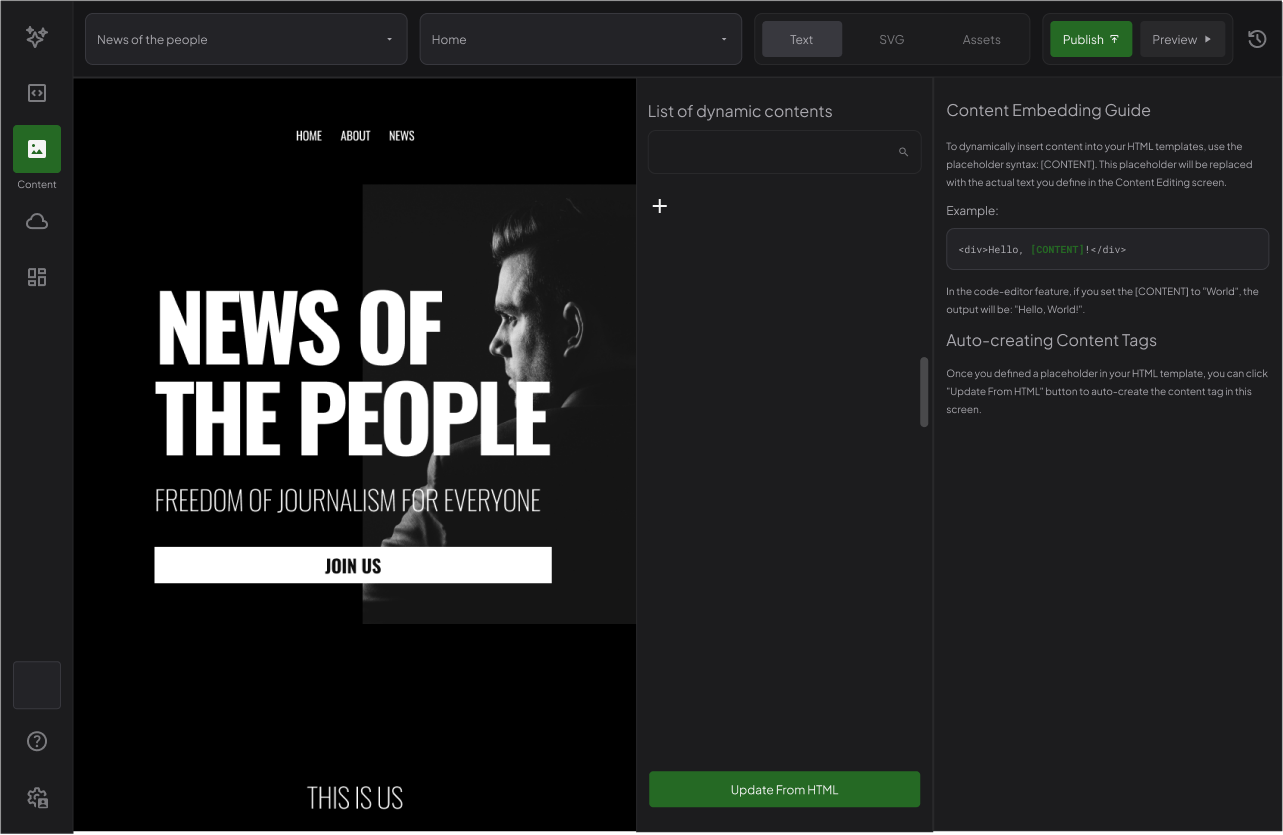 News of the people
Home
Text
SVG
Assets
Publish
Preview
Content
HOME ABOUT NEWS
NEWS OF
THE PEOPLE
FREEDOM OF JOURNALISM FOR EVERYONE
JOIN US
THIS IS US
List of dynamic contents
Update From HTML
Content Embedding Guide
To dynamically insert content into your HTML templates, use the
placeholder syntax: [CONTENT]. This placeholder will be replaced
with the actual text you define in the Content Editing screen.
Example:
<div>Hello, [CONTENT]!</div>
In the code-editor feature, if you set the [CONTENT] to "World", the
output will be: "Hello, World!".
Auto-creating Content Tags
Once you defined a placeholder in your HTML template, you can click
"Update From HTML" button to auto-create the content tag in this
screen.